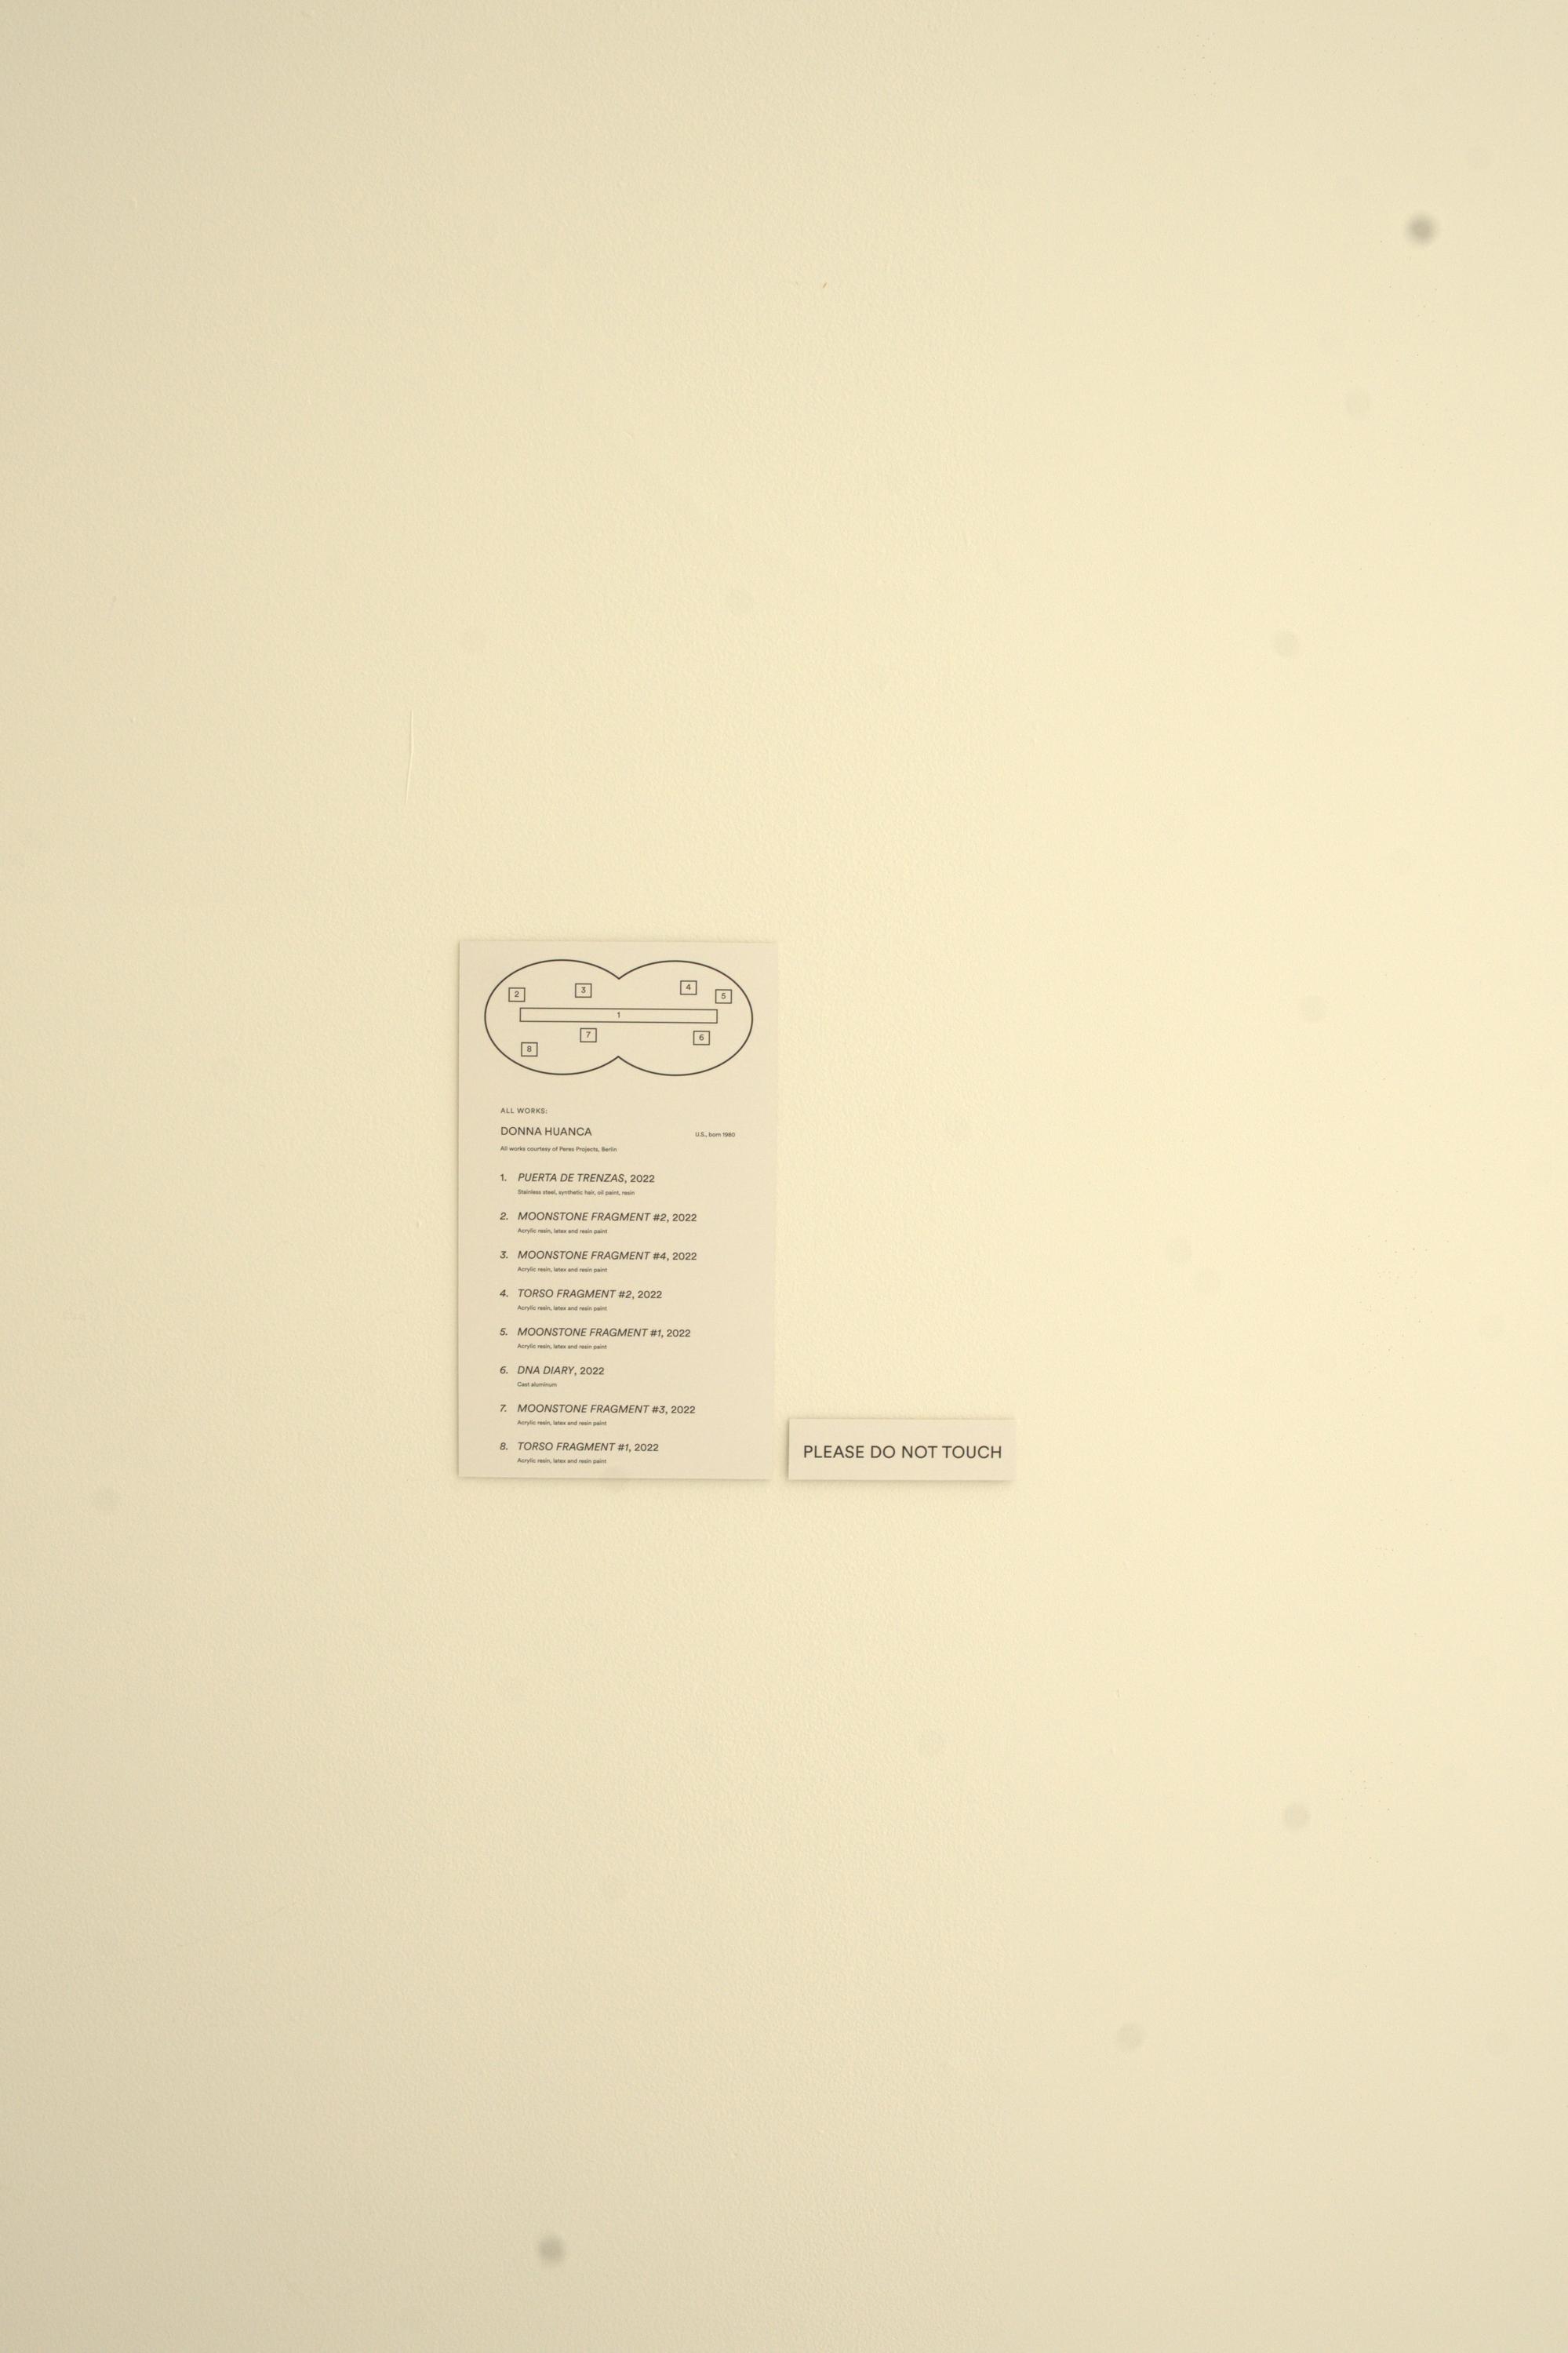 2
3
4
5
1
7
6
8
ALL WORKS:
DONNA HUANCA U.S., born 1980
All works courtesy of Peres Projects, Berlin
1. PUERTA DE TRENZAS, 2022
Stainless steel, synthetic hair, oil paint, resin
2. MOONSTONE FRAGMENT #2, 2022
Acrylic resin, latex and resin paint
3. MOONSTONE FRAGMENT #4, 2022
Acrylic resin, latex and resin paint
4. TORSO FRAGMENT #2, 2022
Acrylic resin, latex and resin paint
5. MOONSTONE FRAGMENT #1, 2022
Acrylic resin, latex and resin paint
6. DNA DIARY, 2022
Cast aluminum
7. MOONSTONE FRAGMENT #3, 2022
Acrylic resin, latex and resin paint
8. TORSO FRAGMENT #1, 2022
Acrylic resin, latex and resin paint
PLEASE DO NOT TOUCH